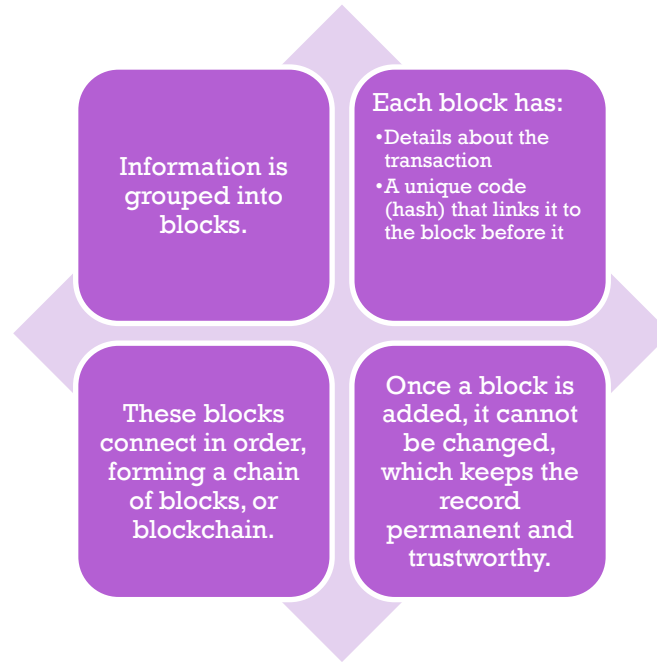 Information is
grouped into
blocks.
Each block has:
•Details about the
transaction
•A unique code
(hash) that links it to
the block before it
These blocks
connect in order,
forming a chain
of blocks, or
blockchain.
Once a block is
added, it cannot
be changed,
which keeps the
record
permanent and
trustworthy.